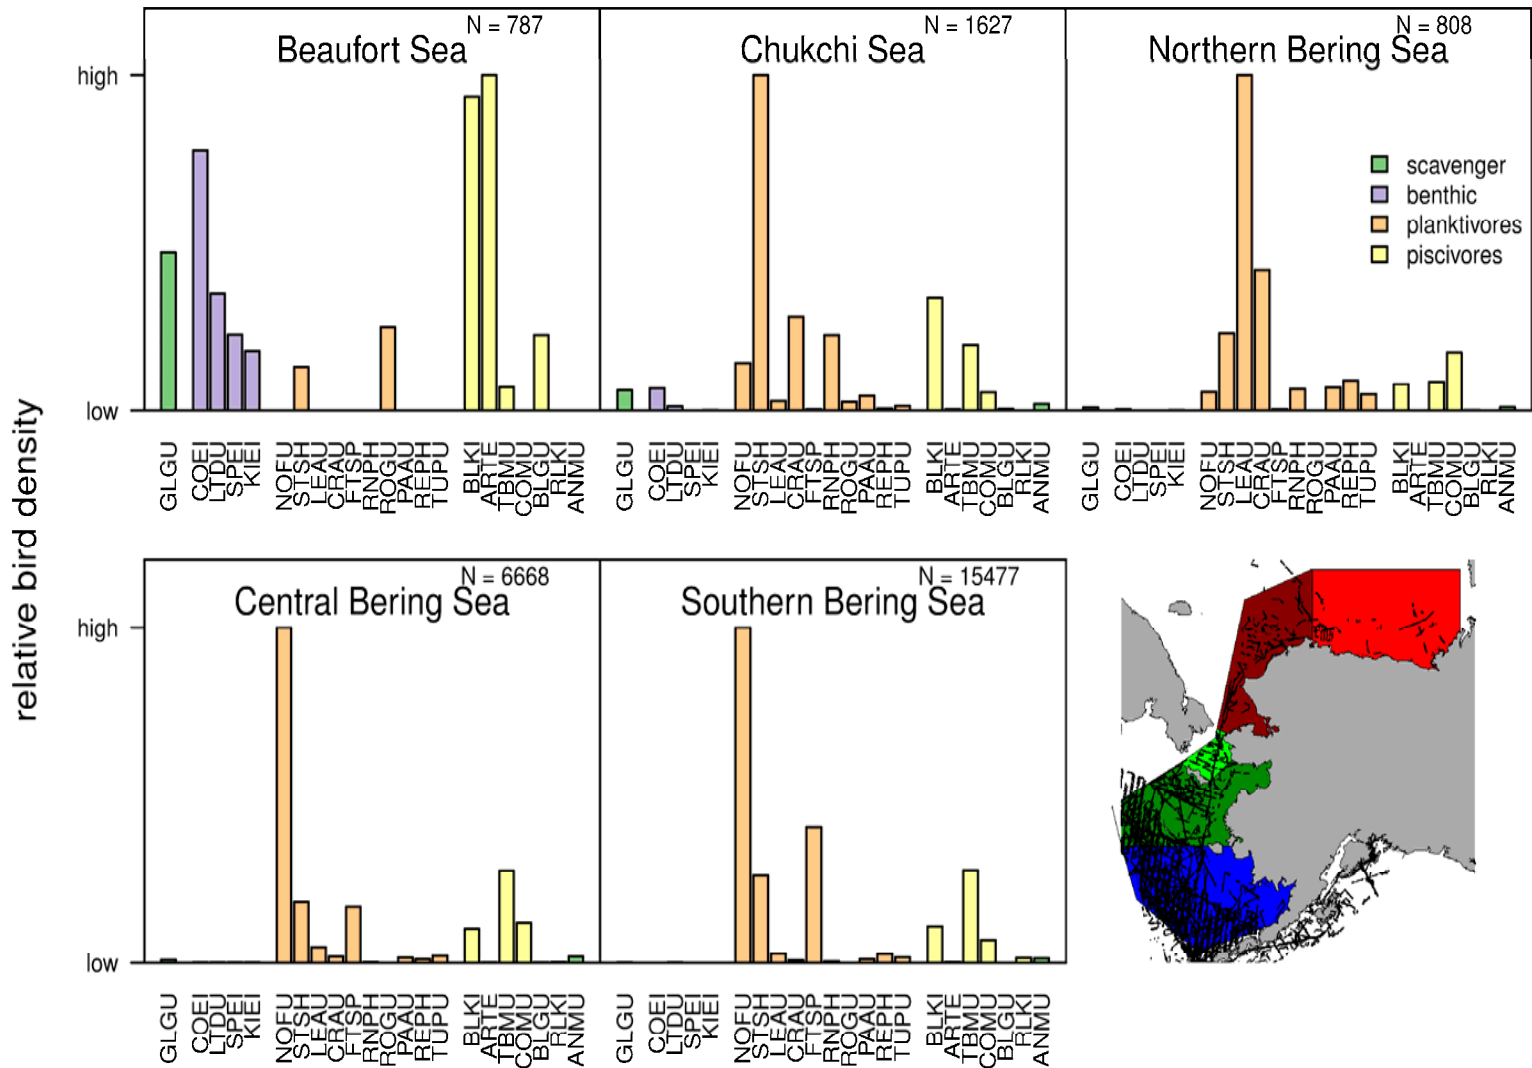 N = 787
Beaufort Sea
N = 1627
Chukchi Sea
N = 808
Northern Bering Sea
high
low
scavenger
benthic
planktivores
piscivores
GLGU COEI LTDU SPEI KIEI NOFU STSH LEAU CRAU FTSP RNPH ROGU PAAU REPH TUPU BLKI ARTE TBMU COMU BLGU RLKI ANMU
GLGU COEI LTDU SPEI KIEI NOFU STSH LEAU CRAU FTSP RNPH ROGU PAAU REPH TUPU BLKI ARTE TBMU COMU BLGU RLKI ANMU
GLGU COEI LTDU SPEI KIEI NOFU STSH LEAU CRAU FTSP RNPH ROGU PAAU REPH TUPU BLKI ARTE TBMU COMU BLGU RLKI ANMU
relative bird density
N = 6668
Central Bering Sea
N = 15477
Southern Bering Sea
high
low
GLGU COEI LTDU SPEI KIEI NOFU STSH LEAU CRAU FTSP RNPH ROGU PAAU REPH TUPU BLKI ARTE TBMU COMU BLGU RLKI ANMU
GLGU COEI LTDU SPEI KIEI NOFU STSH LEAU CRAU FTSP RNPH ROGU PAAU REPH TUPU BLKI ARTE TBMU COMU BLGU RLKI ANMU